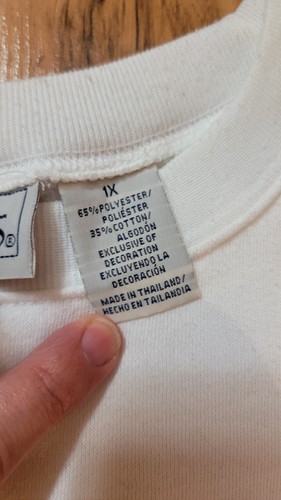 1X
65%POLYESTER/
POLIÉSTER
35%COTTON/
ALGODÓN
EXCLUSIVE OF
DECORATION
EXCLUYENDO LA
DECORACIÓN
MADE IN THAILAND/
HECHO EN TAILANDIA
S®